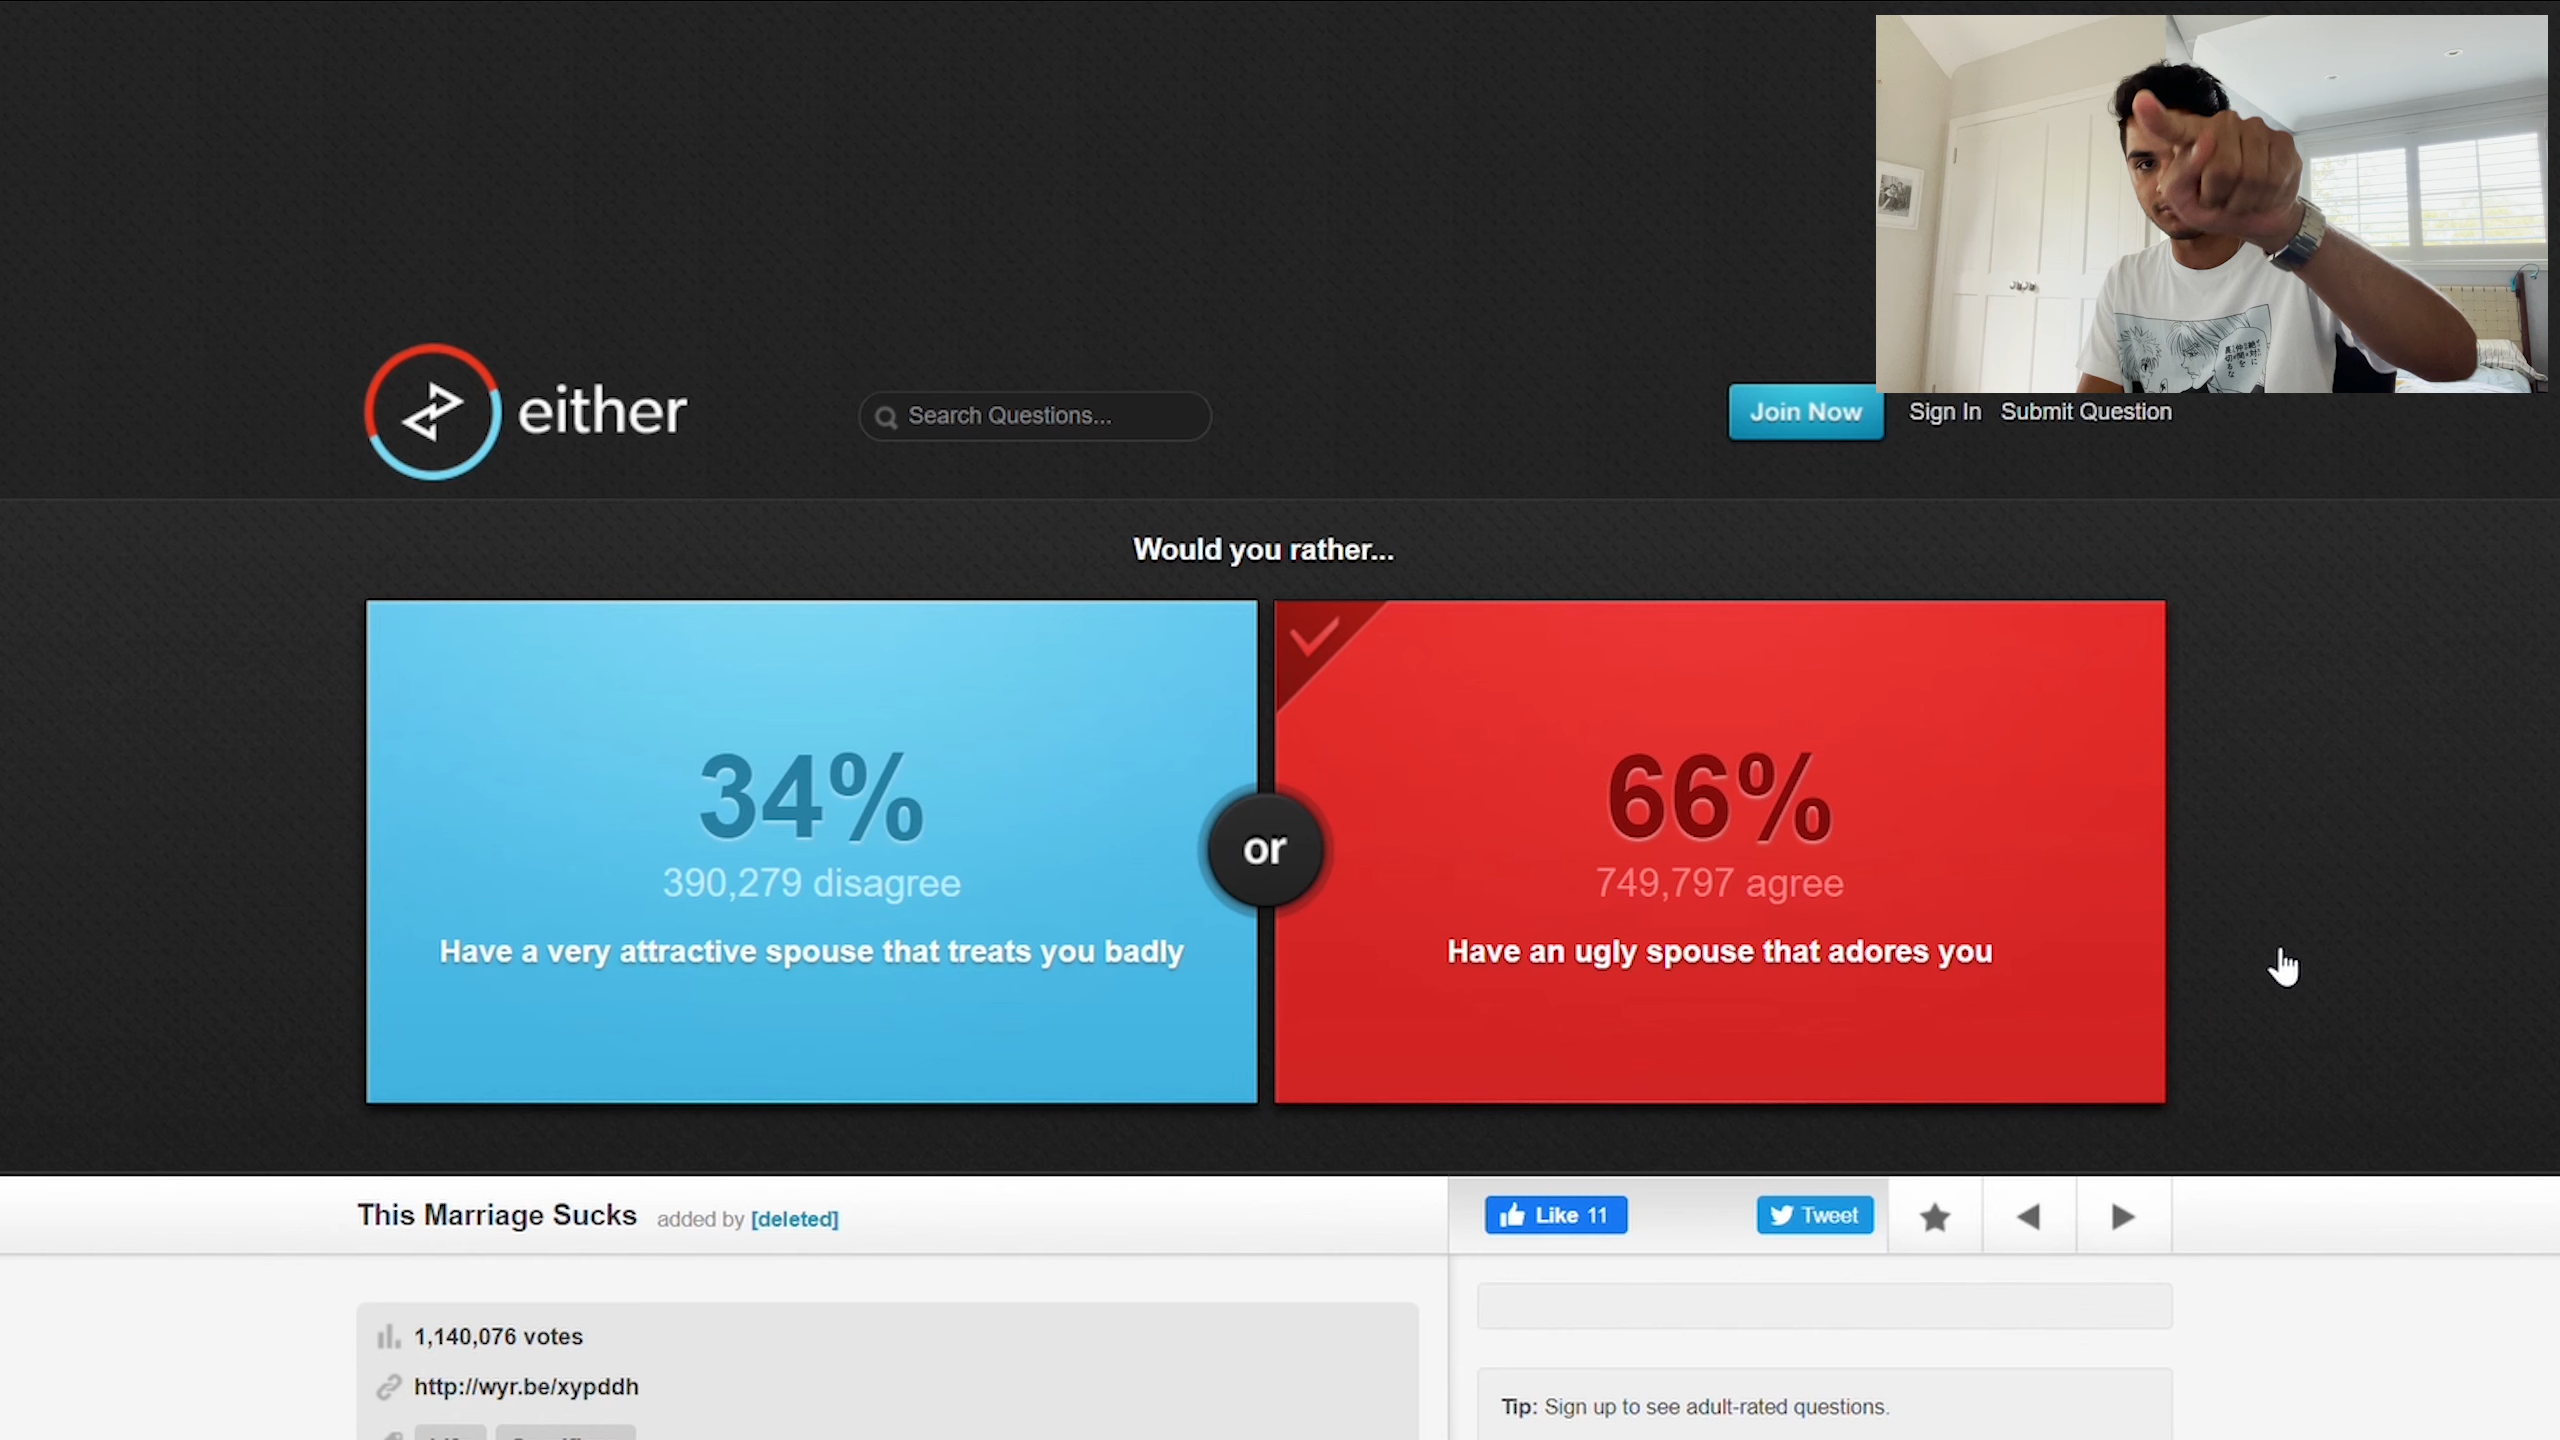 either
Search Questions...
Join Now
Sign In
Submit Question
Would you rather...
34%
390,279 disagree
Have a very attractive spouse that treats you badly
or
66%
749,797 agree
Have an ugly spouse that adores you
This Marriage Sucks added by [deleted]
Like 11
Tweet
1,140,076 votes
http://wyr.be/xypddh
Tip: Sign up to see adult-rated questions.